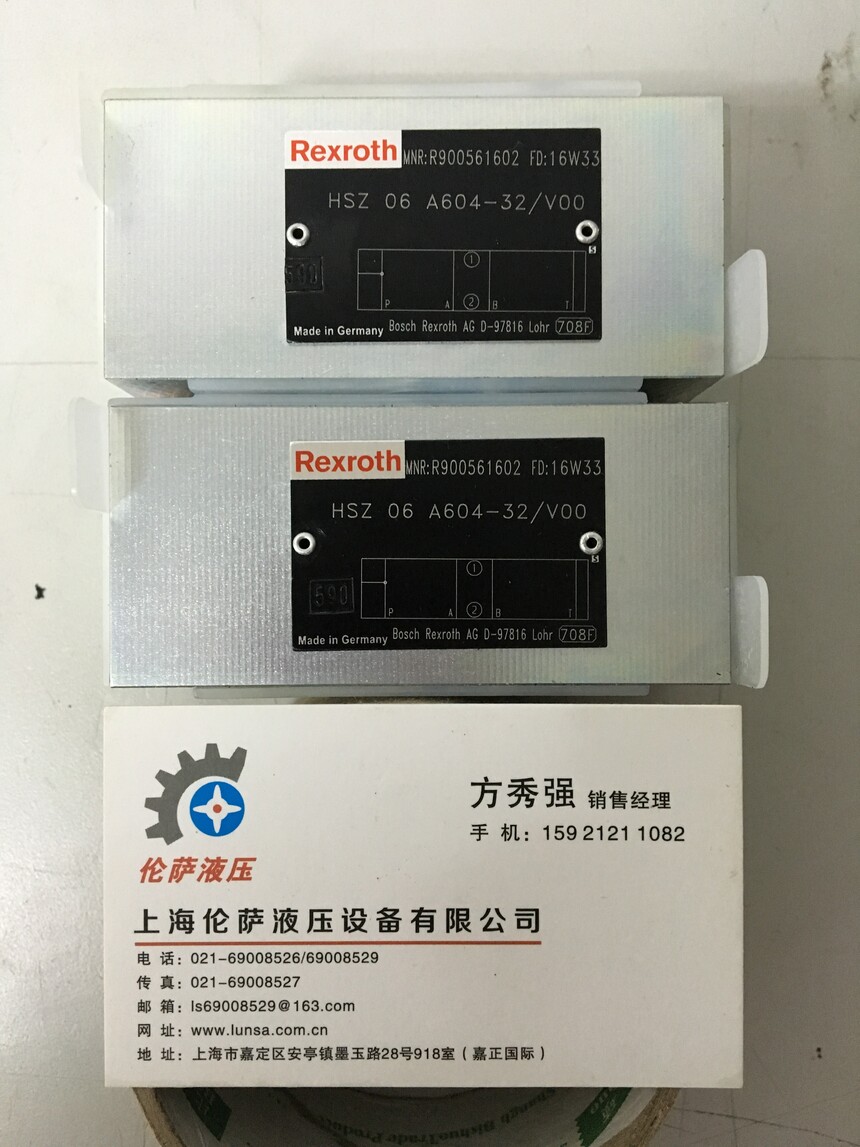 Rexroth MNR:R900561602 FD:16W33
HSZ 06 A604-32/V00
5
1
590
P A 2 B T
Made in Germany Bosch Rexroth AG D-97816 Lohr 708F
Rexroth MNR:R900561602 FD:16W33
HSZ 06 A604-32/V00
5
1
590
P A 2 B T
Made in Germany Bosch Rexroth AG D-97816 Lohr 708F
方秀强 销售经理
手 机：159 2121 1082
伦萨液压
上海伦萨液压设备有限公司
电 话：021-69008526/69008529
传 真：021-69008527
邮 箱：ls69008529@163.com
网 址：www.lunsa.com.cn
地 址：上海市嘉定区安亭镇墨玉路28号918室（嘉正国际）